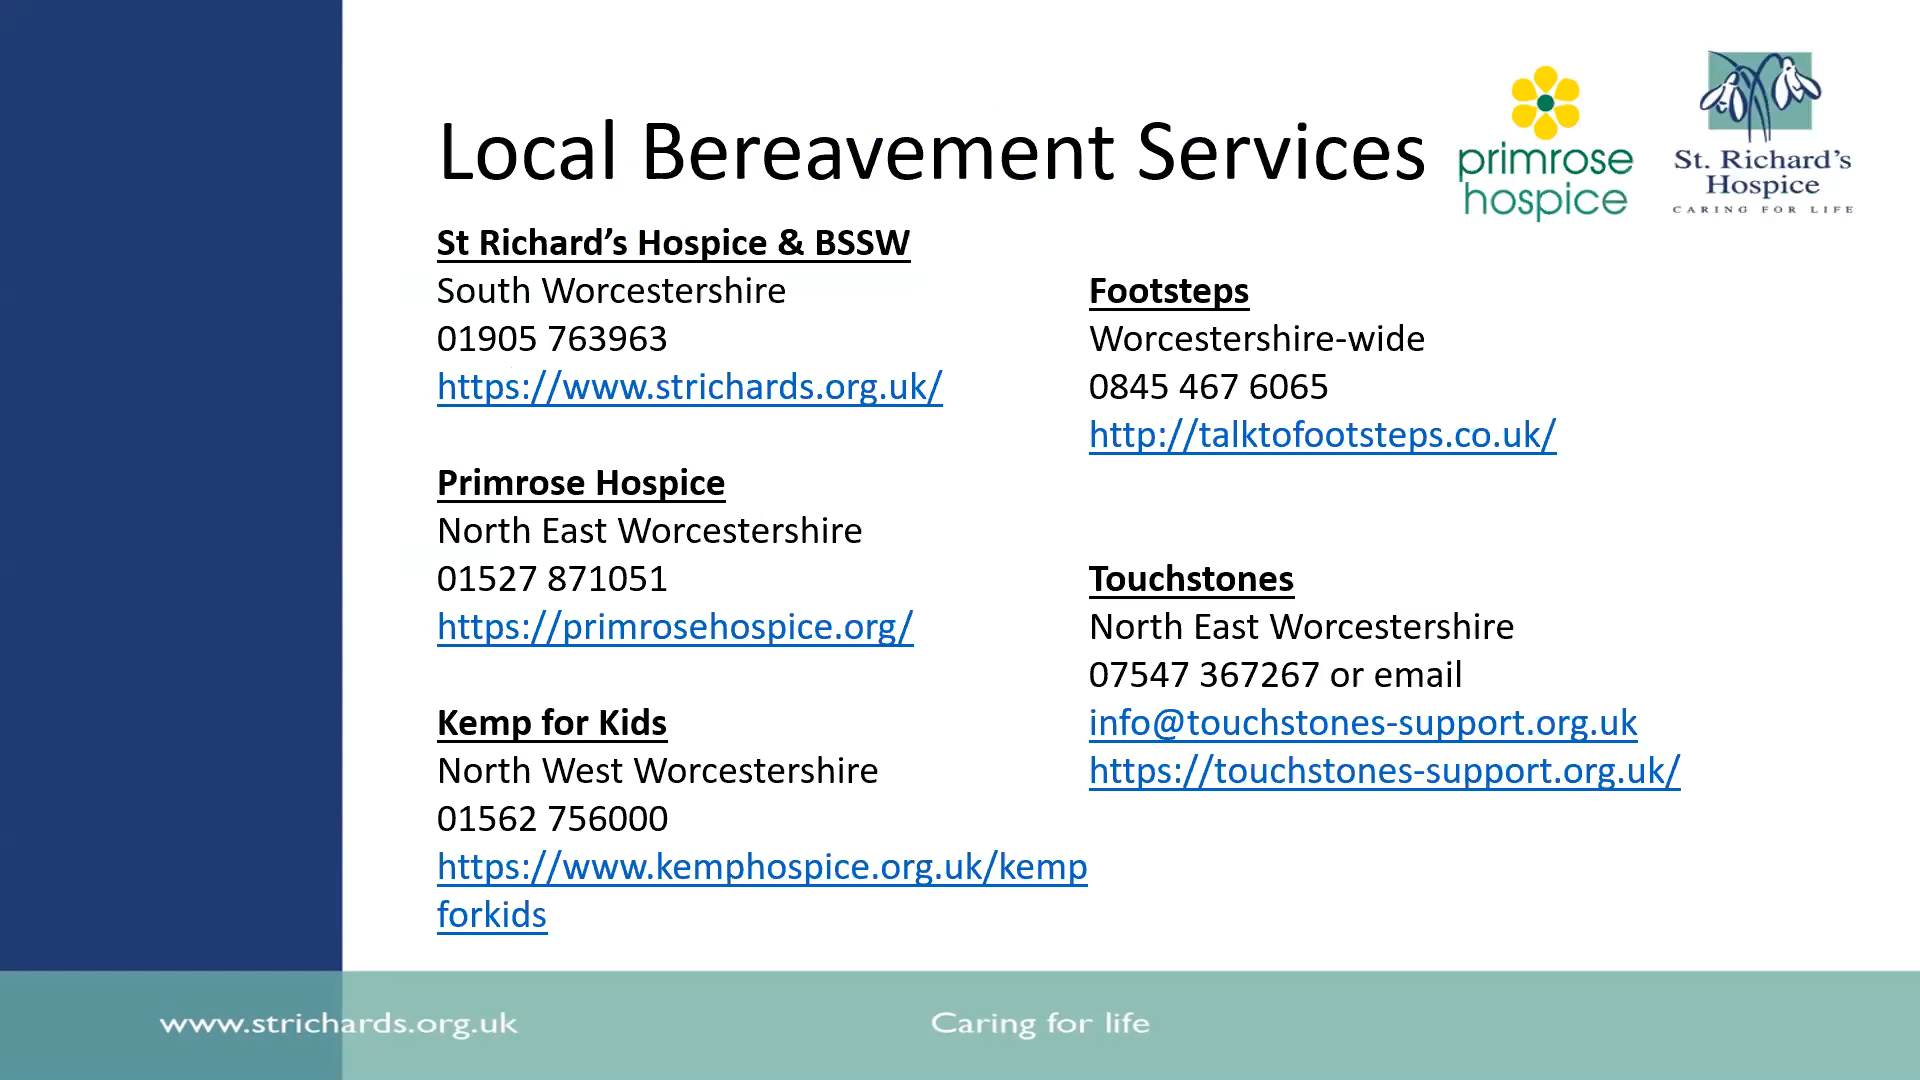 Local Bereavement Services
primrose
hospice
St. Richard's
Hospice
CARING FOR LIFE
St Richard’s Hospice & BSSW
South Worcestershire
01905 763963
https://www.strichards.org.uk/
Primrose Hospice
North East Worcestershire
01527 871051
https://primrosehospice.org/
Kemp for Kids
North West Worcestershire
01562 756000
https://www.kemphospice.org.uk/kemp
forkids
Footsteps
Worcestershire-wide
0845 467 6065
http://talktofootsteps.co.uk/
Touchstones
North East Worcestershire
07547 367267 or email
info@touchstones-support.org.uk
https://touchstones-support.org.uk/
www.strichards.org.uk
Caring for life